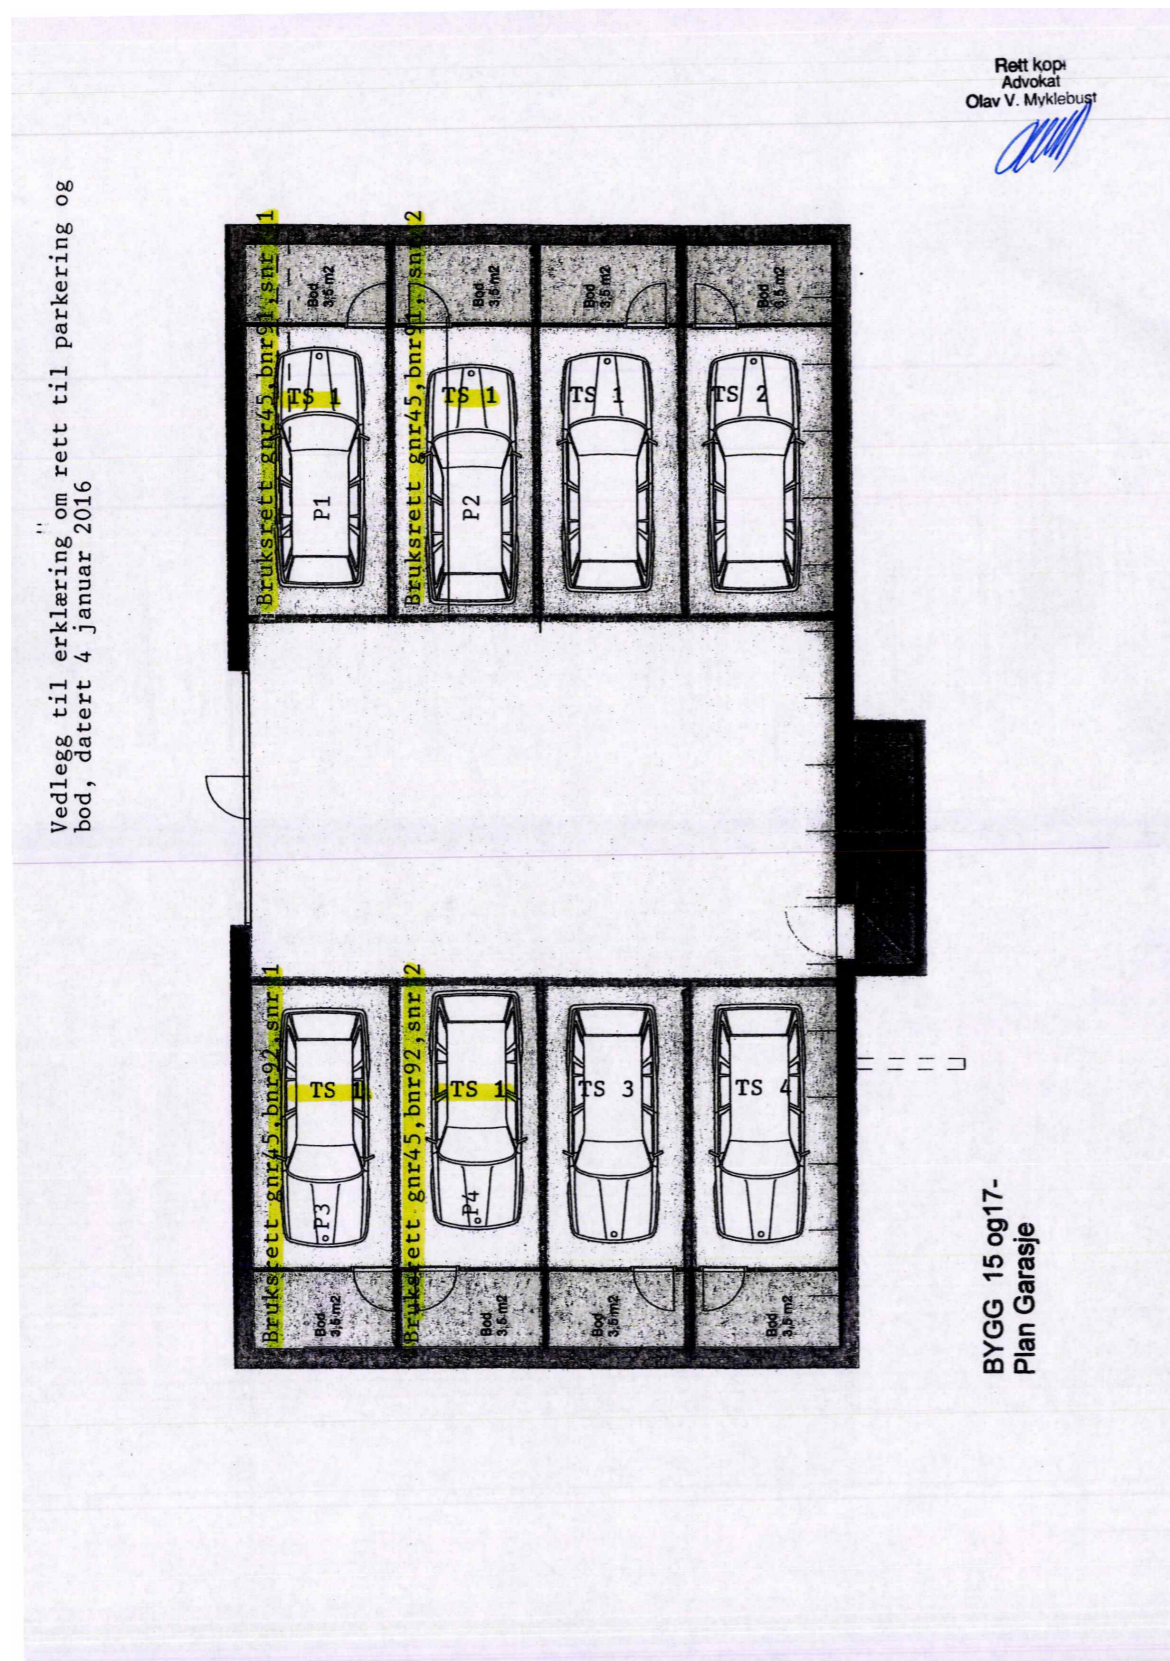 Rett kopi
Advokat
Olav V. Myklebust
Vedlegg til erklæring om rett til parkering og
bod, datert 4 januar 2016
Bruksrett gnr45,bnr91,snr 1
Bod
3,5 m2
TS 1
P1
Bruksrett gnr45,bnr91, snr 2
Bod
3,5 m2
TS 1
P2
Bod
3,5 m2
TS 1
Bod
3,5 m2
TS 2
Bruksrett gnr45,bnr92,snr 1
TS 1
P3
Bod
3,5 m2
Bruksrett gnr45,bnr92,snr 2
TS 1
P4
Bod
3,5 m2
TS 3
Bod
3,5 m2
TS 4
Bod
3,5 m2
BYGG 15 og17-
Plan Garasje